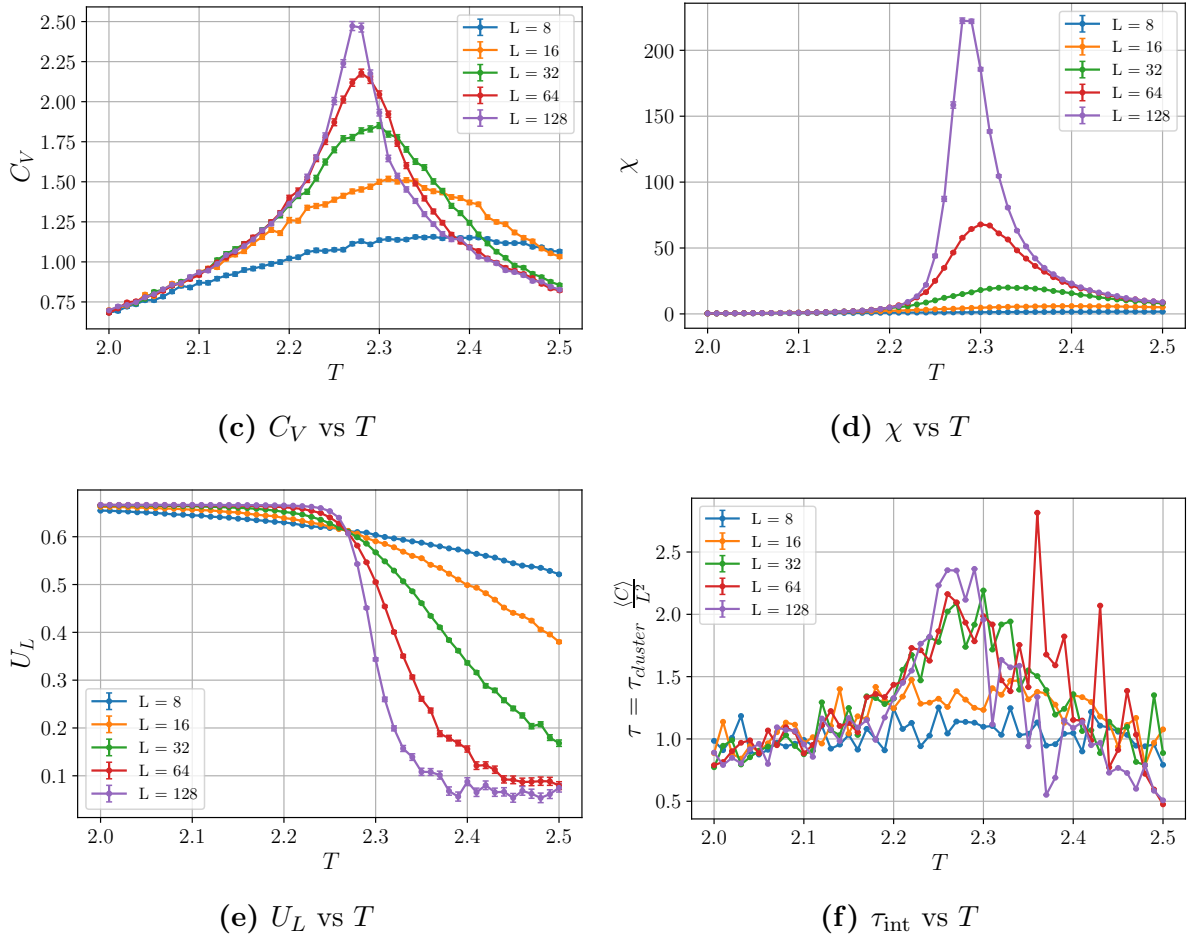 2.50
2.25
2.00
1.75
1.50
1.25
1.00
0.75
C_V
L = 8
L = 16
L = 32
L = 64
L = 128
2.0 2.1 2.2 2.3 2.4 2.5
T
(c) C_V vs T
200
150
100
50
0
χ
L = 8
L = 16
L = 32
L = 64
L = 128
2.0 2.1 2.2 2.3 2.4 2.5
T
(d) χ vs T
0.6
0.5
0.4
0.3
0.2
0.1
U_L
L = 8
L = 16
L = 32
L = 64
L = 128
2.0 2.1 2.2 2.3 2.4 2.5
T
(e) U_L vs T
2.5
2.0
1.5
1.0
0.5
τ = τ_{cluster} \frac{⟨C⟩}{L^2}
L = 8
L = 16
L = 32
L = 64
L = 128
2.0 2.1 2.2 2.3 2.4 2.5
T
(f) τ_int vs T